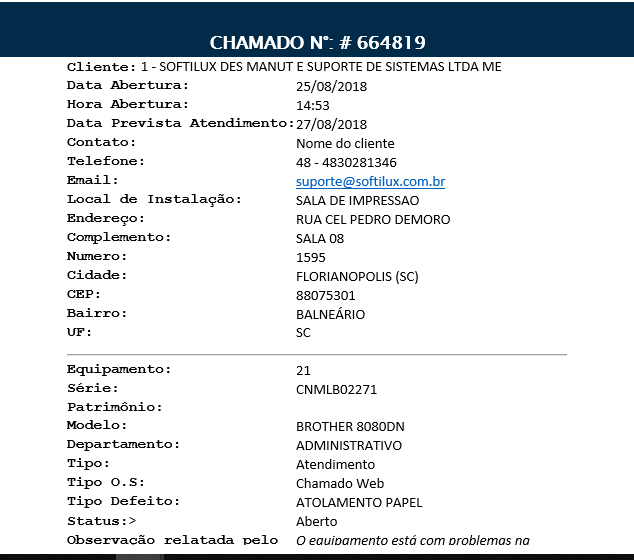 CHAMADO N°: # 664819
Cliente: 1 - SOFTILUX DES MANUT E SUPORTE DE SISTEMAS LTDA ME
Data Abertura: 25/08/2018
Hora Abertura: 14:53
Data Prevista Atendimento: 27/08/2018
Contato: Nome do cliente
Telefone: 48 - 4830281346
Email: suporte@softilux.com.br
Local de Instalação: SALA DE IMPRESSAO
Endereço: RUA CEL PEDRO DEMORO
Complemento: SALA 08
Numero: 1595
Cidade: FLORIANOPOLIS (SC)
CEP: 88075301
Bairro: BALNEÁRIO
UF: SC
Equipamento: 21
Série: CNMLB02271
Patrimônio:
Modelo: BROTHER 8080DN
Departamento: ADMINISTRATIVO
Tipo: Atendimento
Tipo O.S: Chamado Web
Tipo Defeito: ATOLAMENTO PAPEL
Status:> Aberto
Observação relatada pelo O equipamento está com problemas na